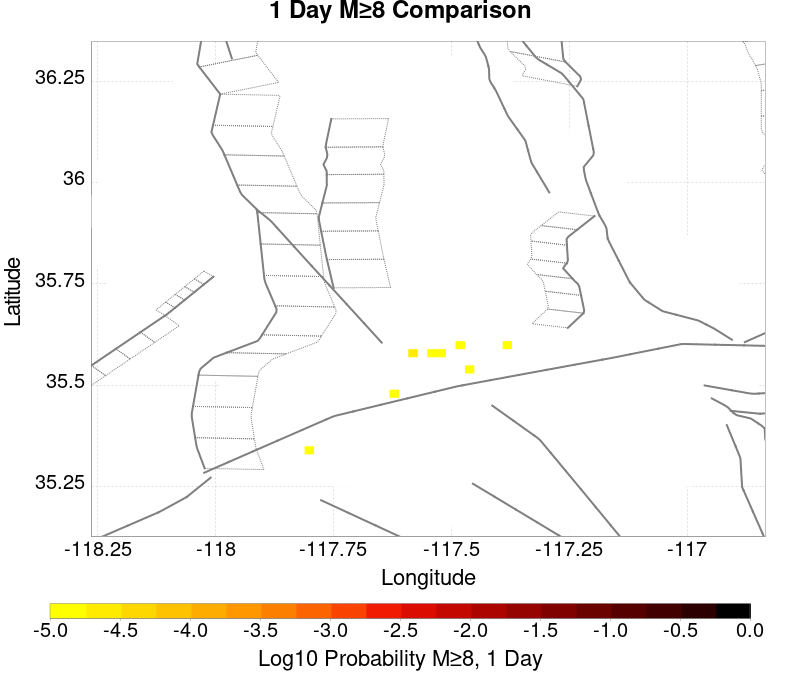 1 Day M≥8 Comparison
36.25
36
35.75
35.5
35.25
Latitude
-118.25 -118 -117.75 -117.5 -117.25 -117
Longitude
-5.0 -4.5 -4.0 -3.5 -3.0 -2.5 -2.0 -1.5 -1.0 -0.5 0.0
Log10 Probability M≥8, 1 Day